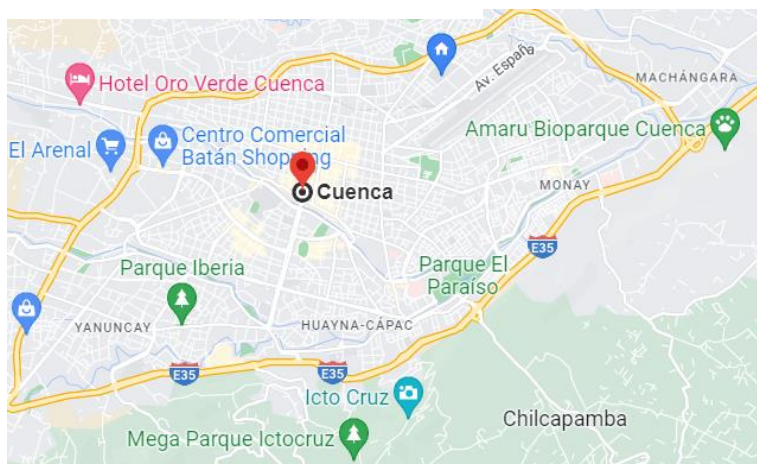 Av. España
MACHÁNGARA
Hotel Oro Verde Cuenca
Amaru Bioparque Cuenca
El Arenal
Centro Comercial
Batán Shopping
Cuenca
MONAY
E35
Parque Iberia
Parque El
Paraíso
YANUNCAY
HUAYNA-CÁPAC
E35
E35
Icto Cruz
Chilcapamba
Mega Parque Ictocruz